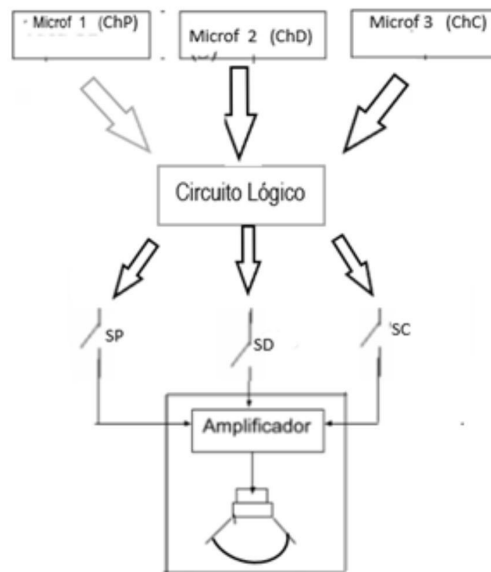 Microf 1 (ChP)
Microf 2 (ChD)
Microf 3 (ChC)
Circuito Lógico
SP
SD
SC
Amplificador